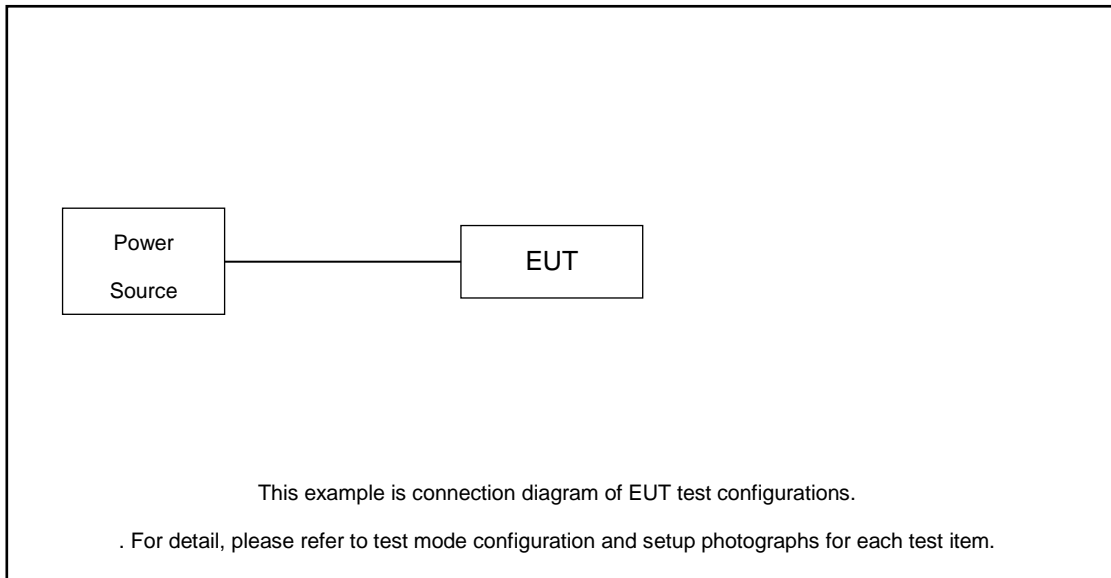 Power
Source
EUT
This example is connection diagram of EUT test configurations.
. For detail, please refer to test mode configuration and setup photographs for each test item.